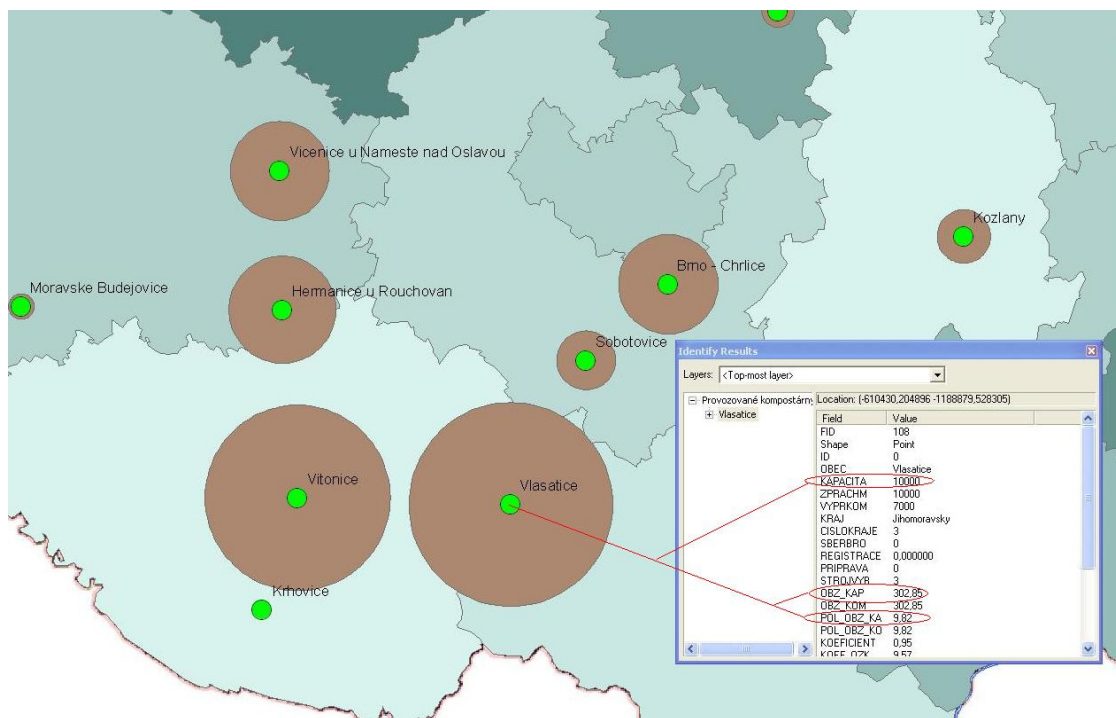 Vicenice u Nameste nad Oslavou
Kozlany
Brno - Chrlice
Moravske Budejovice
Hermanice u Rouchovan
Sobotovice
Vitonice
Vlasatice
Krhovice
Identify Results
Layers: <Top-most layer>
Provozované kompostárny
Vlasatice
Location: (-610430,204896 -1188879,528305)
Field Value
FID 108
Shape Point
ID 0
OBEC Vlasatice
KAPACITA 10000
ZPRACHM 10000
VYPRKOM 7000
KRAJ Jihomoravsky
CISLOKRAJE 3
SBERBRO 0
REGISTRACE 0,000000
PRIPRAVA 0
STROJVYB 3
OBZ_KAP 302,85
OBZ_KOM 302,85
POL_OBZ_KA 9,82
POL_OBZ_KO 9,82
KOEFICIENT 0,95
KOEF_OZK 9,57